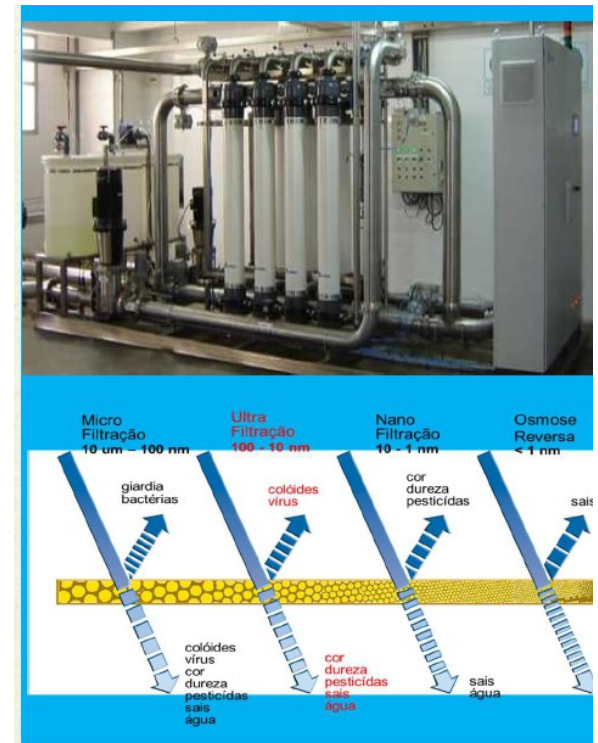 Micro
Filtração
10 um – 100 nm
Ultra
Filtração
100 - 10 nm
Nano
Filtração
10 - 1 nm
Osmose
Reversa
< 1 nm
giardia
bactérias
colóides
vírus
cor
dureza
pesticídas
sais
colóides
vírus
cor
dureza
pesticídas
sais
água
cor
dureza
pesticídas
sais
água
sais
água